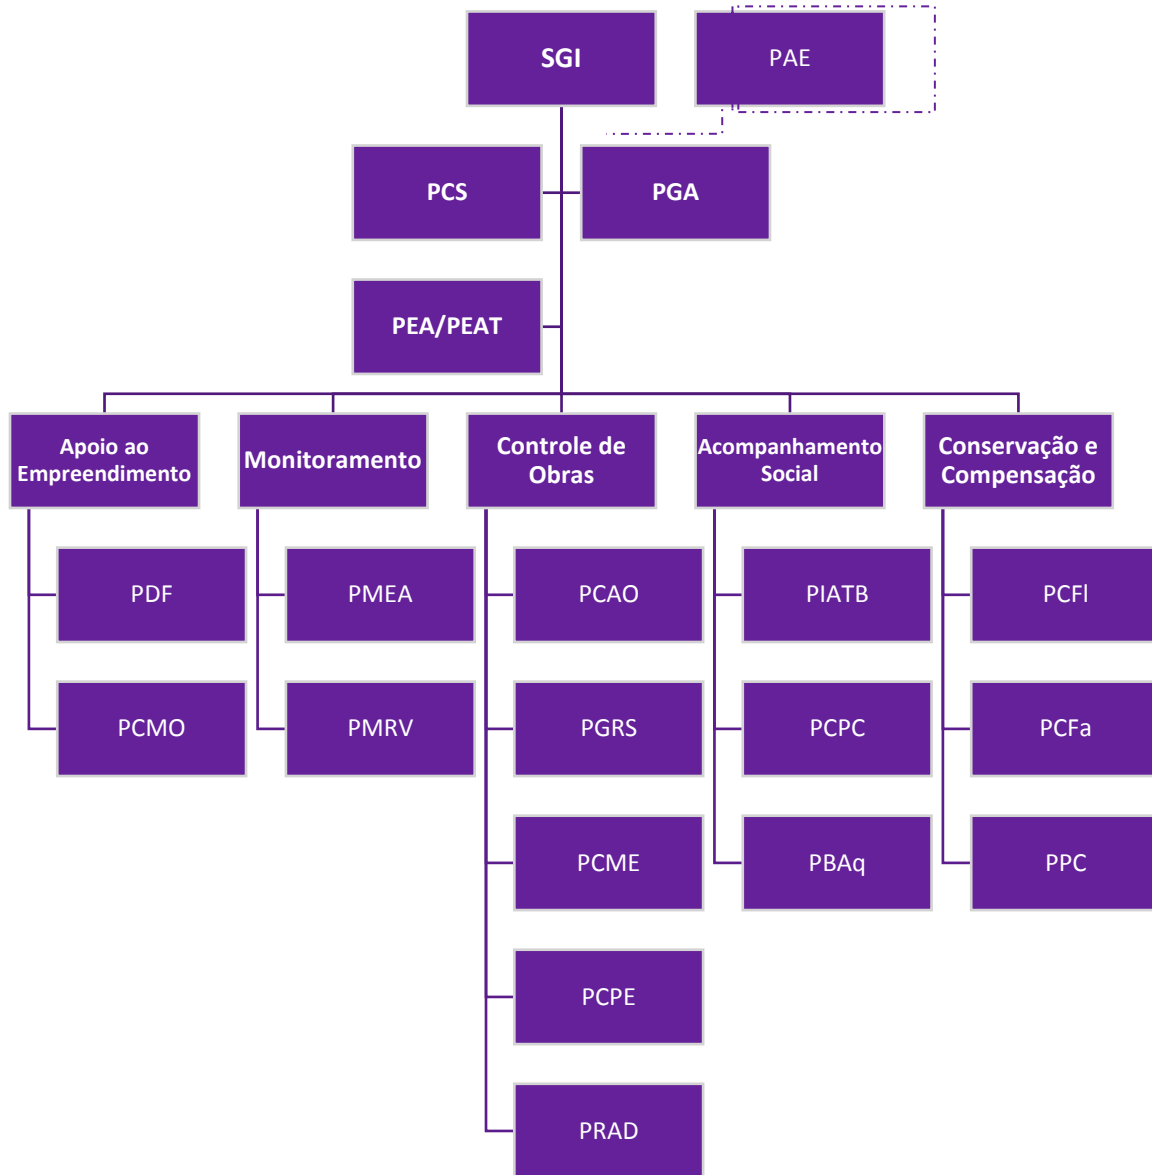 SGI
PAE
PCS
PGA
PEA/PEAT
Apoio ao
Empreendimento
Monitoramento
Controle de
Obras
Acompanhamento
Social
Conservação e
Compensação
PDF
PMEA
PCAO
PIATB
PCFl
PCMO
PMRV
PGRS
PCPC
PCFa
PCME
PBAq
PPC
PCPE
PRAD